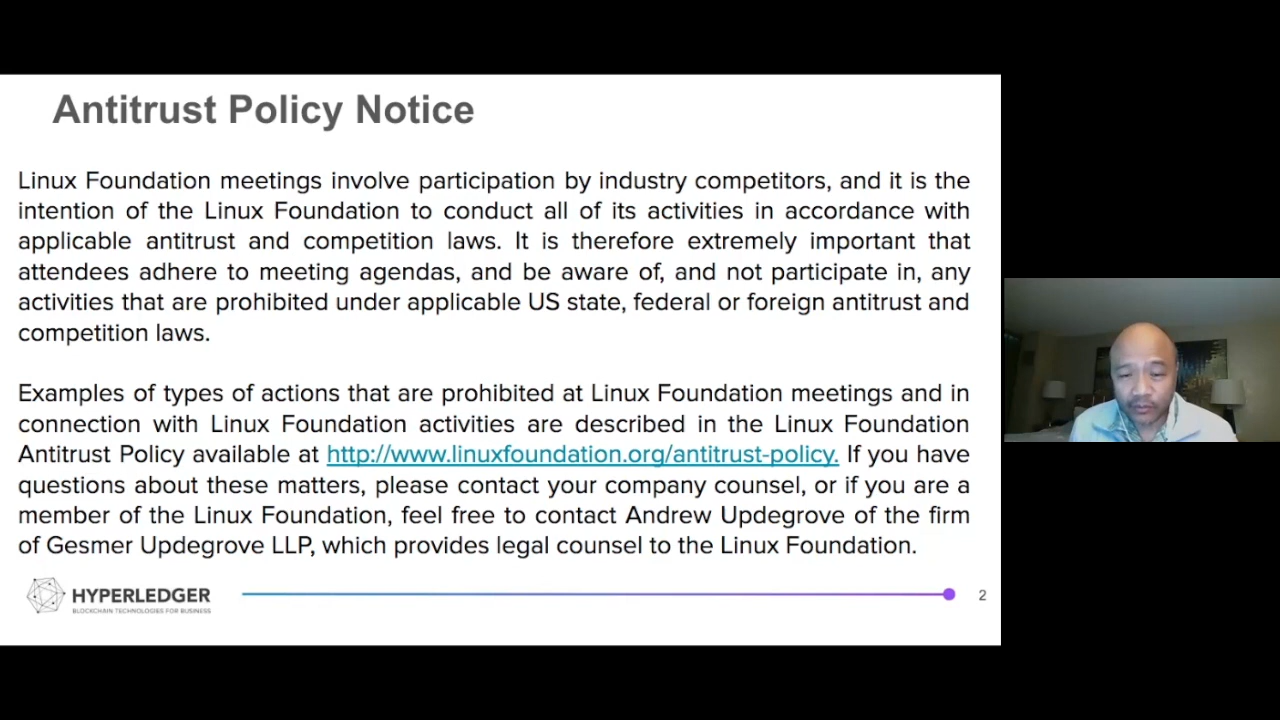 Antitrust Policy Notice
Linux Foundation meetings involve participation by industry competitors, and it is the
intention of the Linux Foundation to conduct all of its activities in accordance with
applicable antitrust and competition laws. It is therefore extremely important that
attendees adhere to meeting agendas, and be aware of, and not participate in, any
activities that are prohibited under applicable US state, federal or foreign antitrust and
competition laws.
Examples of types of actions that are prohibited at Linux Foundation meetings and in
connection with Linux Foundation activities are described in the Linux Foundation
Antitrust Policy available at http://www.linuxfoundation.org/antitrust-policy. If you have
questions about these matters, please contact your company counsel, or if you are a
member of the Linux Foundation, feel free to contact Andrew Updegrove of the firm
of Gesmer Updegrove LLP, which provides legal counsel to the Linux Foundation.
HYPERLEDGER
BLOCKCHAIN TECHNOLOGIES FOR BUSINESS
2